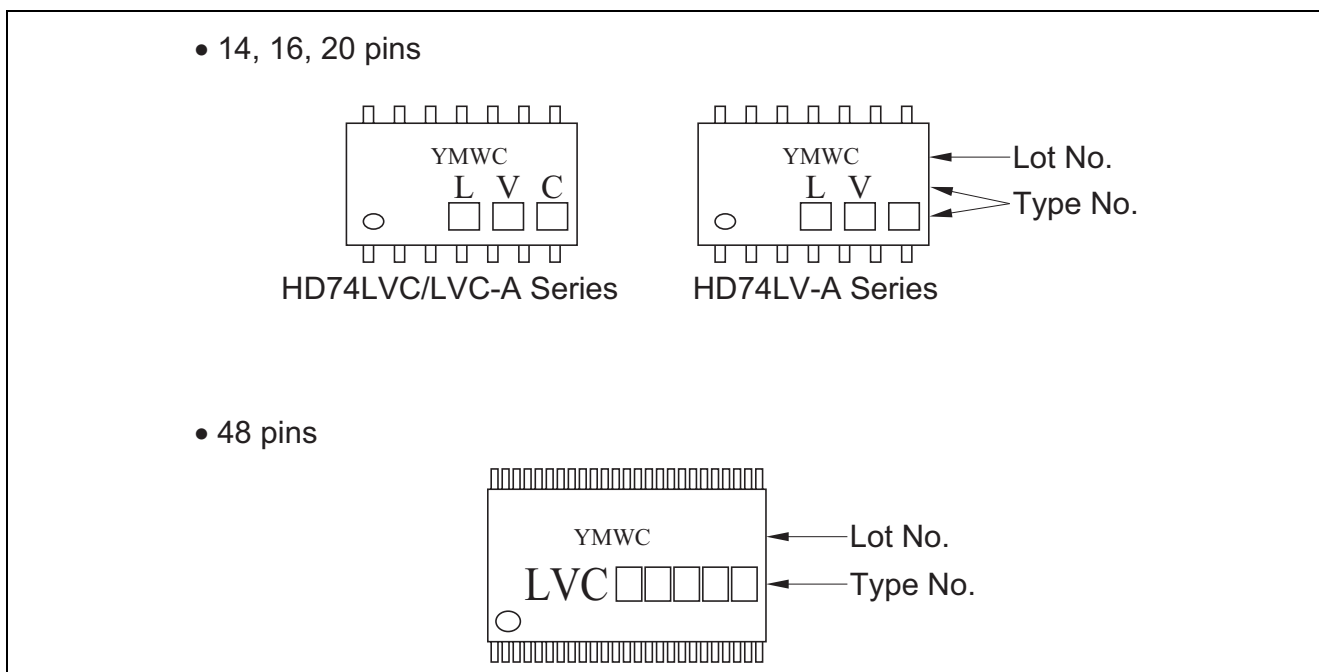 • 14, 16, 20 pins
YMWC
L V C
HD74LVC/LVC-A Series
YMWC
L V
HD74LV-A Series
Lot No.
Type No.
• 48 pins
YMWC
LVC
Lot No.
Type No.